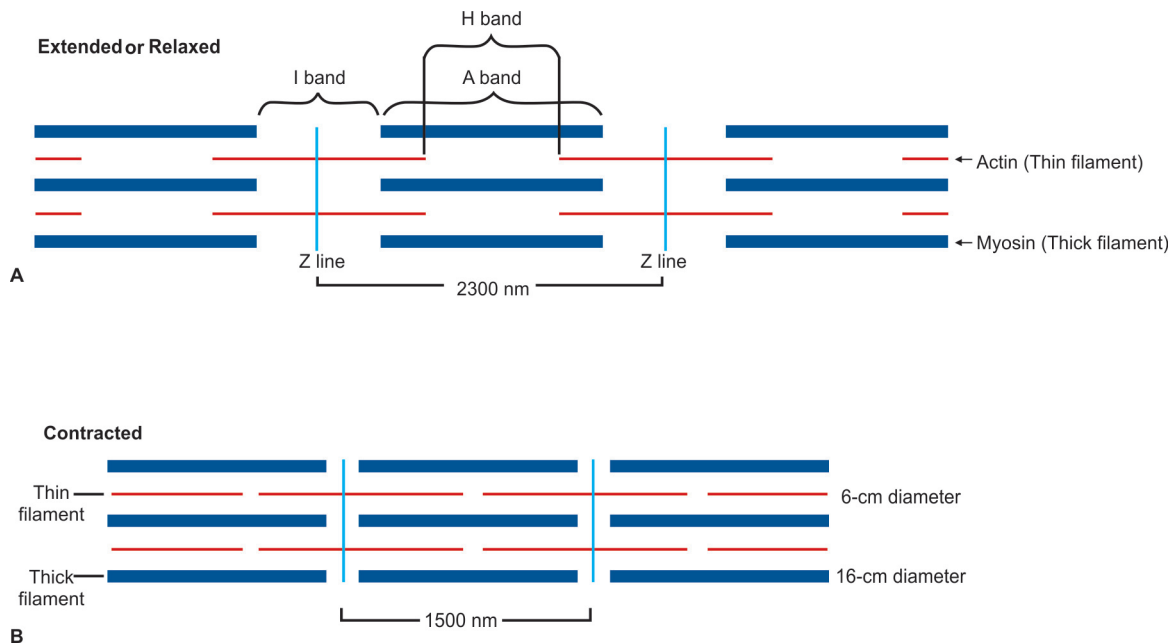 H band
Extended or Relaxed
I band
A band
Actin (Thin filament)
Myosin (Thick filament)
Z line
Z line
A
2300 nm
Contracted
Thin
filament
6-cm diameter
Thick
filament
16-cm diameter
1500 nm
B